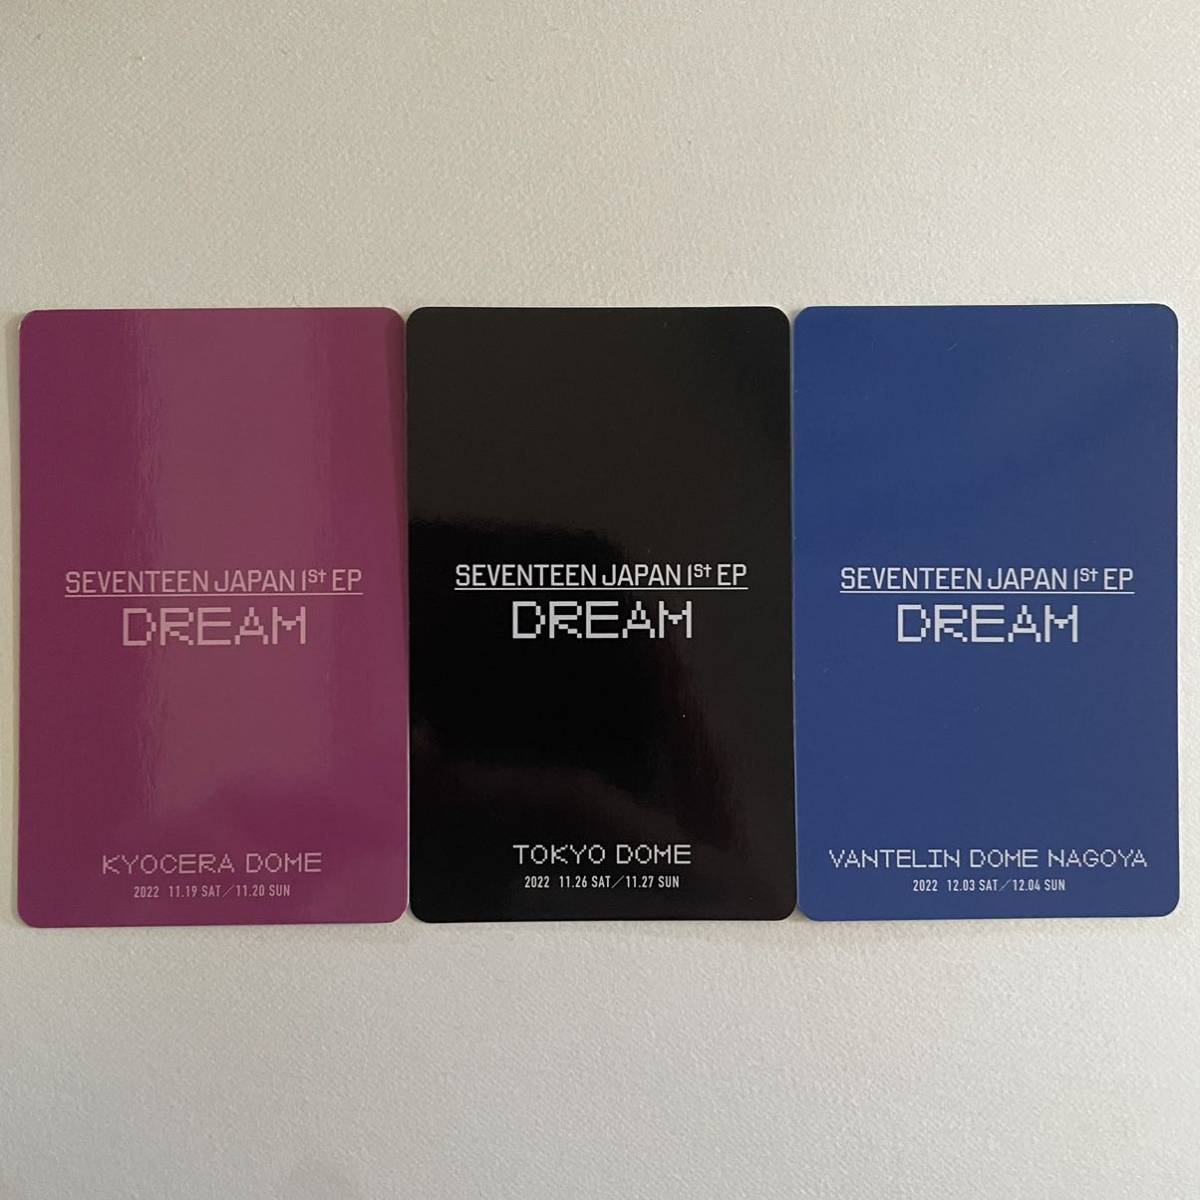 SEVENTEEN JAPAN 1St EP
DREAM
KYOCERA DOME
2022 11.19 SAT／11.20 SUN
SEVENTEEN JAPAN 1St EP
DREAM
TOKYO DOME
2022 11.26 SAT／11.27 SUN
SEVENTEEN JAPAN 1St EP
DREAM
VANTELIN DOME NAGOYA
2022 12.03 SAT／12.04 SUN